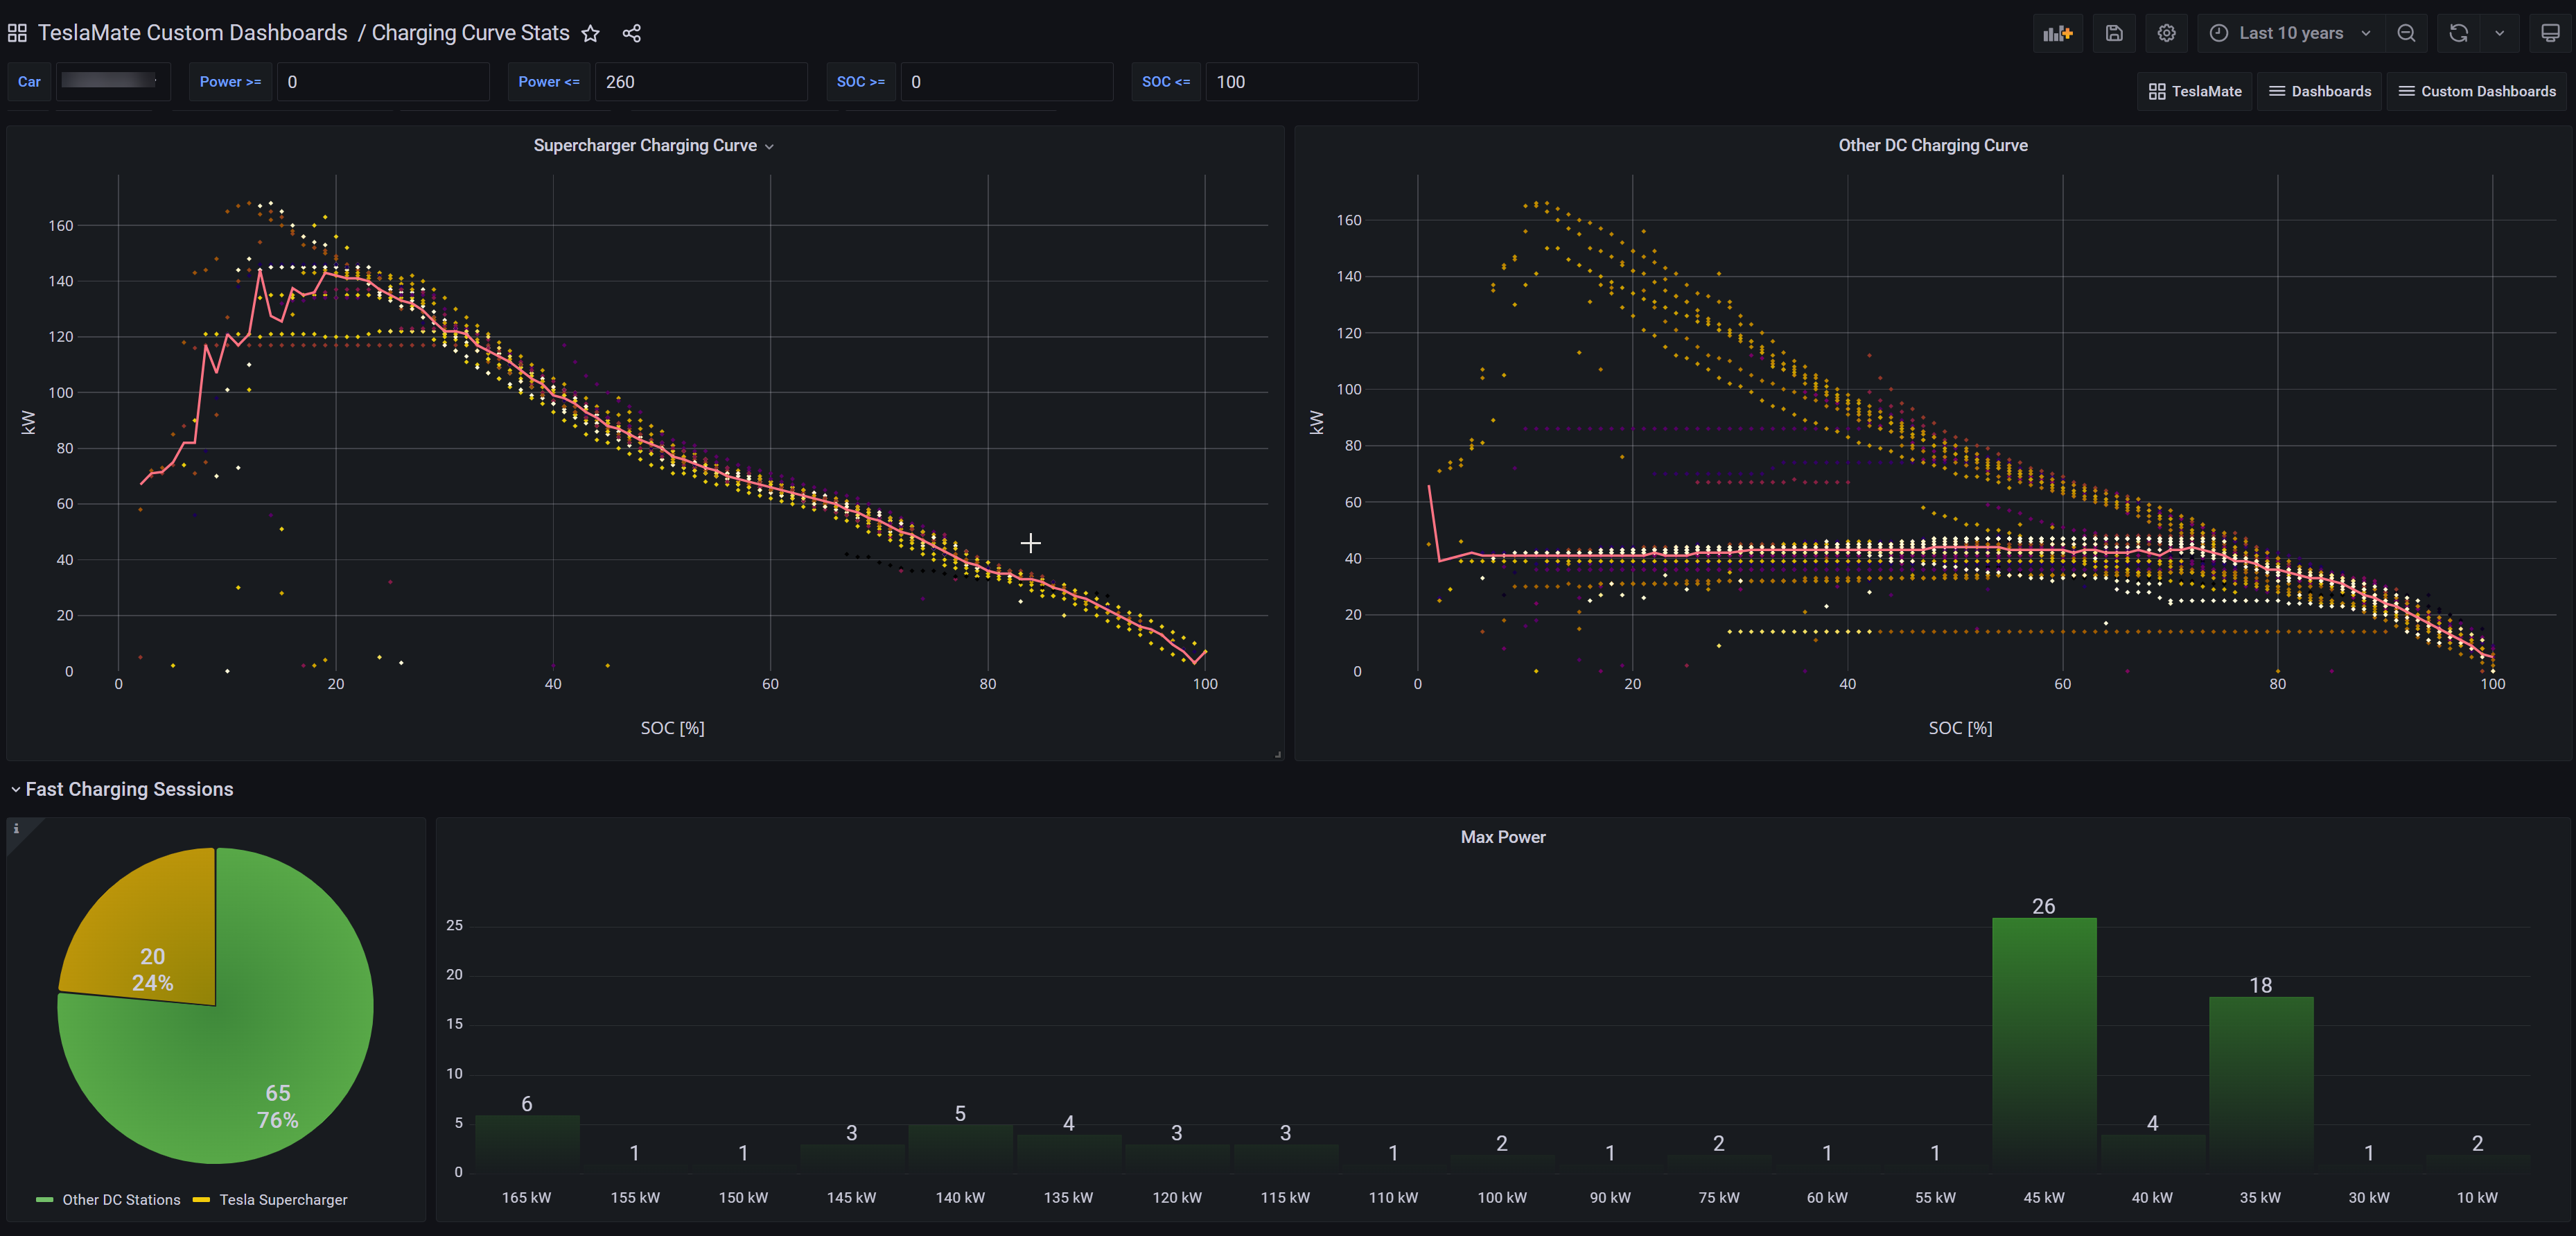 TeslaMate Custom Dashboards / Charging Curve Stats
Last 10 years
Car Power >= 0 Power <= 260 SOC >= 0 SOC <= 100
TeslaMate Dashboards Custom Dashboards
Supercharger Charging Curve
160
140
120
100
80
60
40
20
0
kW
0 20 40 60 80 100
SOC [%]
Other DC Charging Curve
160
140
120
100
80
60
40
20
0
kW
0 20 40 60 80 100
SOC [%]
Fast Charging Sessions
i
20
24%
65
76%
Other DC Stations Tesla Supercharger
Max Power
25
20
15
10
5
0
6 1 1 3 5 4 3 3 1 2 1 2 1 1 26 4 18 1 2
165 kW 155 kW 150 kW 145 kW 140 kW 135 kW 120 kW 115 kW 110 kW 100 kW 90 kW 75 kW 60 kW 55 kW 45 kW 40 kW 35 kW 30 kW 10 kW